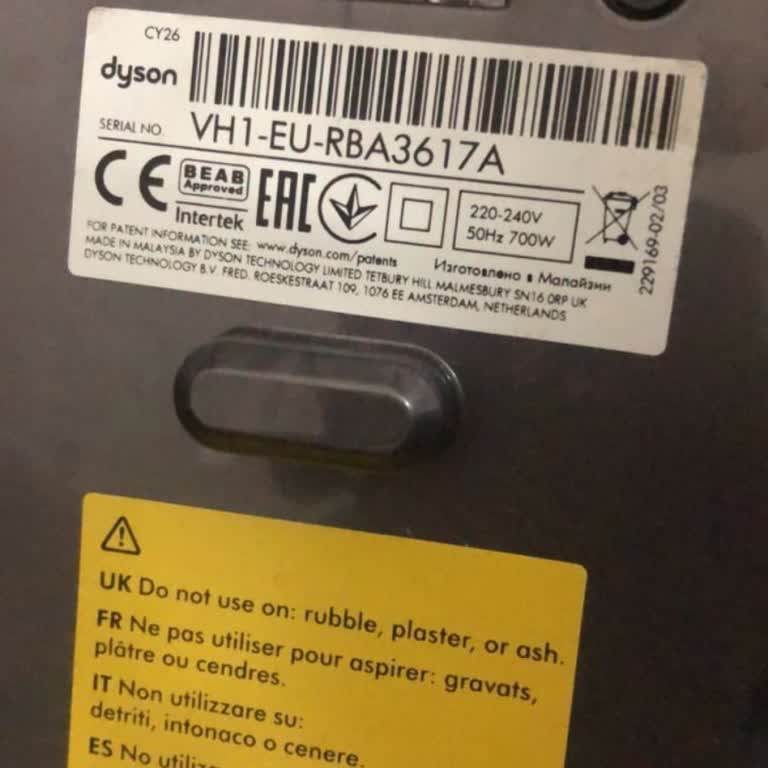 CY26
dyson
SERIAL NO. VH1-EU-RBA3617A
CE BEAB Approved Intertek EAC
220-240V
50Hz 700W
229169-02/03
FOR PATENT INFORMATION SEE: www.dyson.com/patents Изготовлено в Малайзии
MADE IN MALAYSIA BY DYSON TECHNOLOGY LIMITED TETBURY HILL MALMESBURY SN16 0RP UK
DYSON TECHNOLOGY B.V. FRED. ROESKESTRAAT 109, 1076 EE AMSTERDAM, NETHERLANDS
UK Do not use on: rubble, plaster, or ash.
FR Ne pas utiliser pour aspirer: gravats,
plâtre ou cendres.
IT Non utilizzare su:
detriti, intonaco o cenere.
ES No